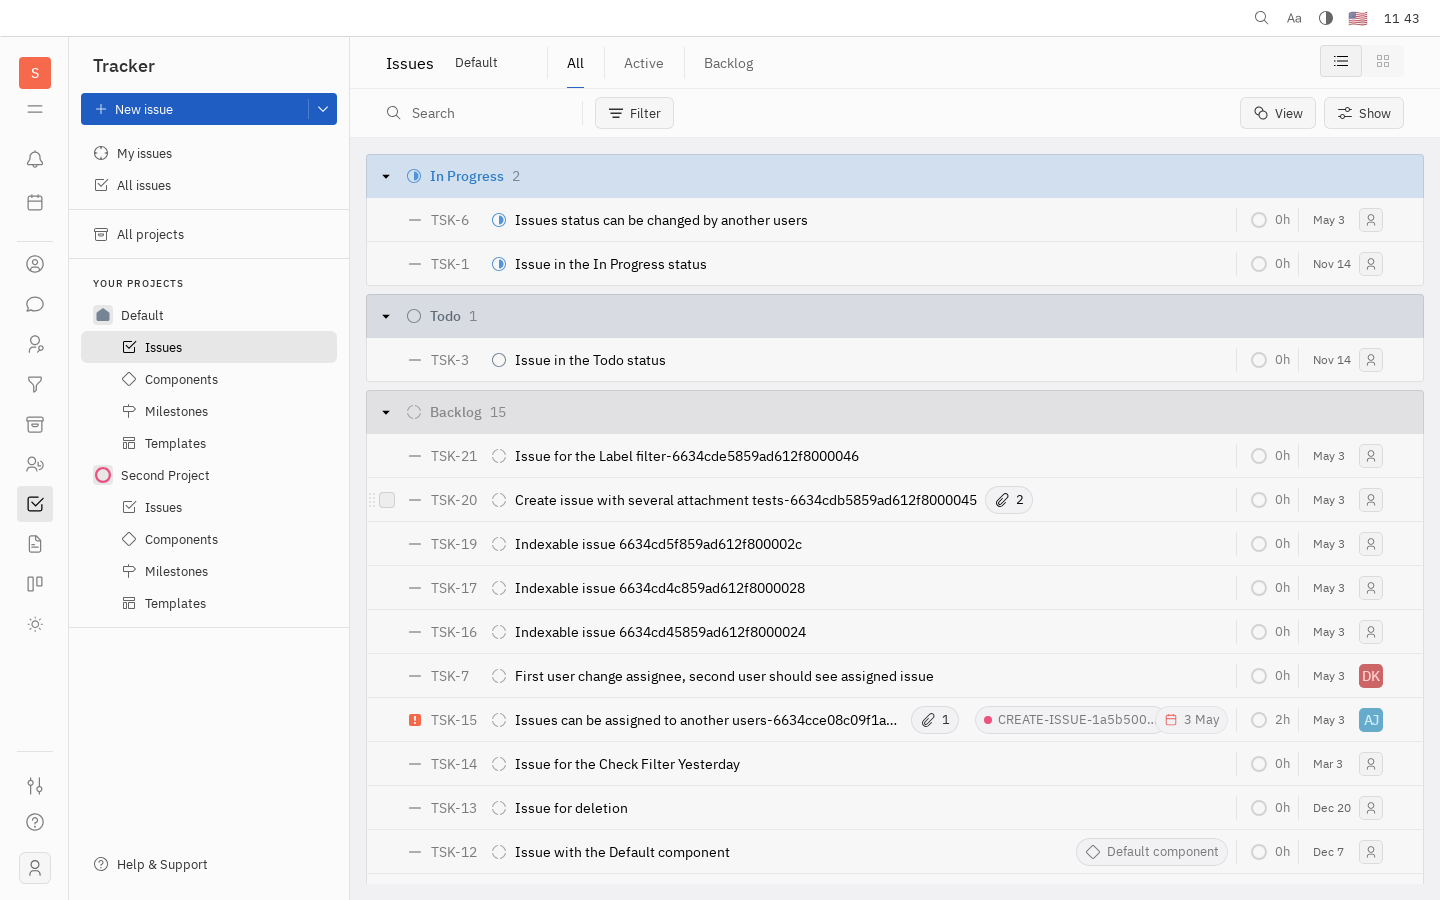 Aa 11 43
S
Tracker
New issue
My issues
All issues
All projects
YOUR PROJECTS
Default
Issues
Components
Milestones
Templates
Second Project
Issues
Components
Milestones
Templates
Help & Support
Issues Default All Active Backlog
Search Filter View Show
In Progress 2
TSK-6 Issues status can be changed by another users 0h May 3
TSK-1 Issue in the In Progress status 0h Nov 14
Todo 1
TSK-3 Issue in the Todo status 0h Nov 14
Backlog 15
TSK-21 Issue for the Label filter-6634cde5859ad612f8000046 0h May 3
TSK-20 Create issue with several attachment tests-6634cdb5859ad612f8000045 2 0h May 3
TSK-19 Indexable issue 6634cd5f859ad612f800002c 0h May 3
TSK-17 Indexable issue 6634cd4c859ad612f8000028 0h May 3
TSK-16 Indexable issue 6634cd45859ad612f8000024 0h May 3
TSK-7 First user change assignee, second user should see assigned issue 0h May 3 DK
TSK-15 Issues can be assigned to another users-6634cce08c09f1a... 1 CREATE-ISSUE-1a5b500... 3 May 2h May 3 AJ
TSK-14 Issue for the Check Filter Yesterday 0h Mar 3
TSK-13 Issue for deletion 0h Dec 20
TSK-12 Issue with the Default component Default component 0h Dec 7